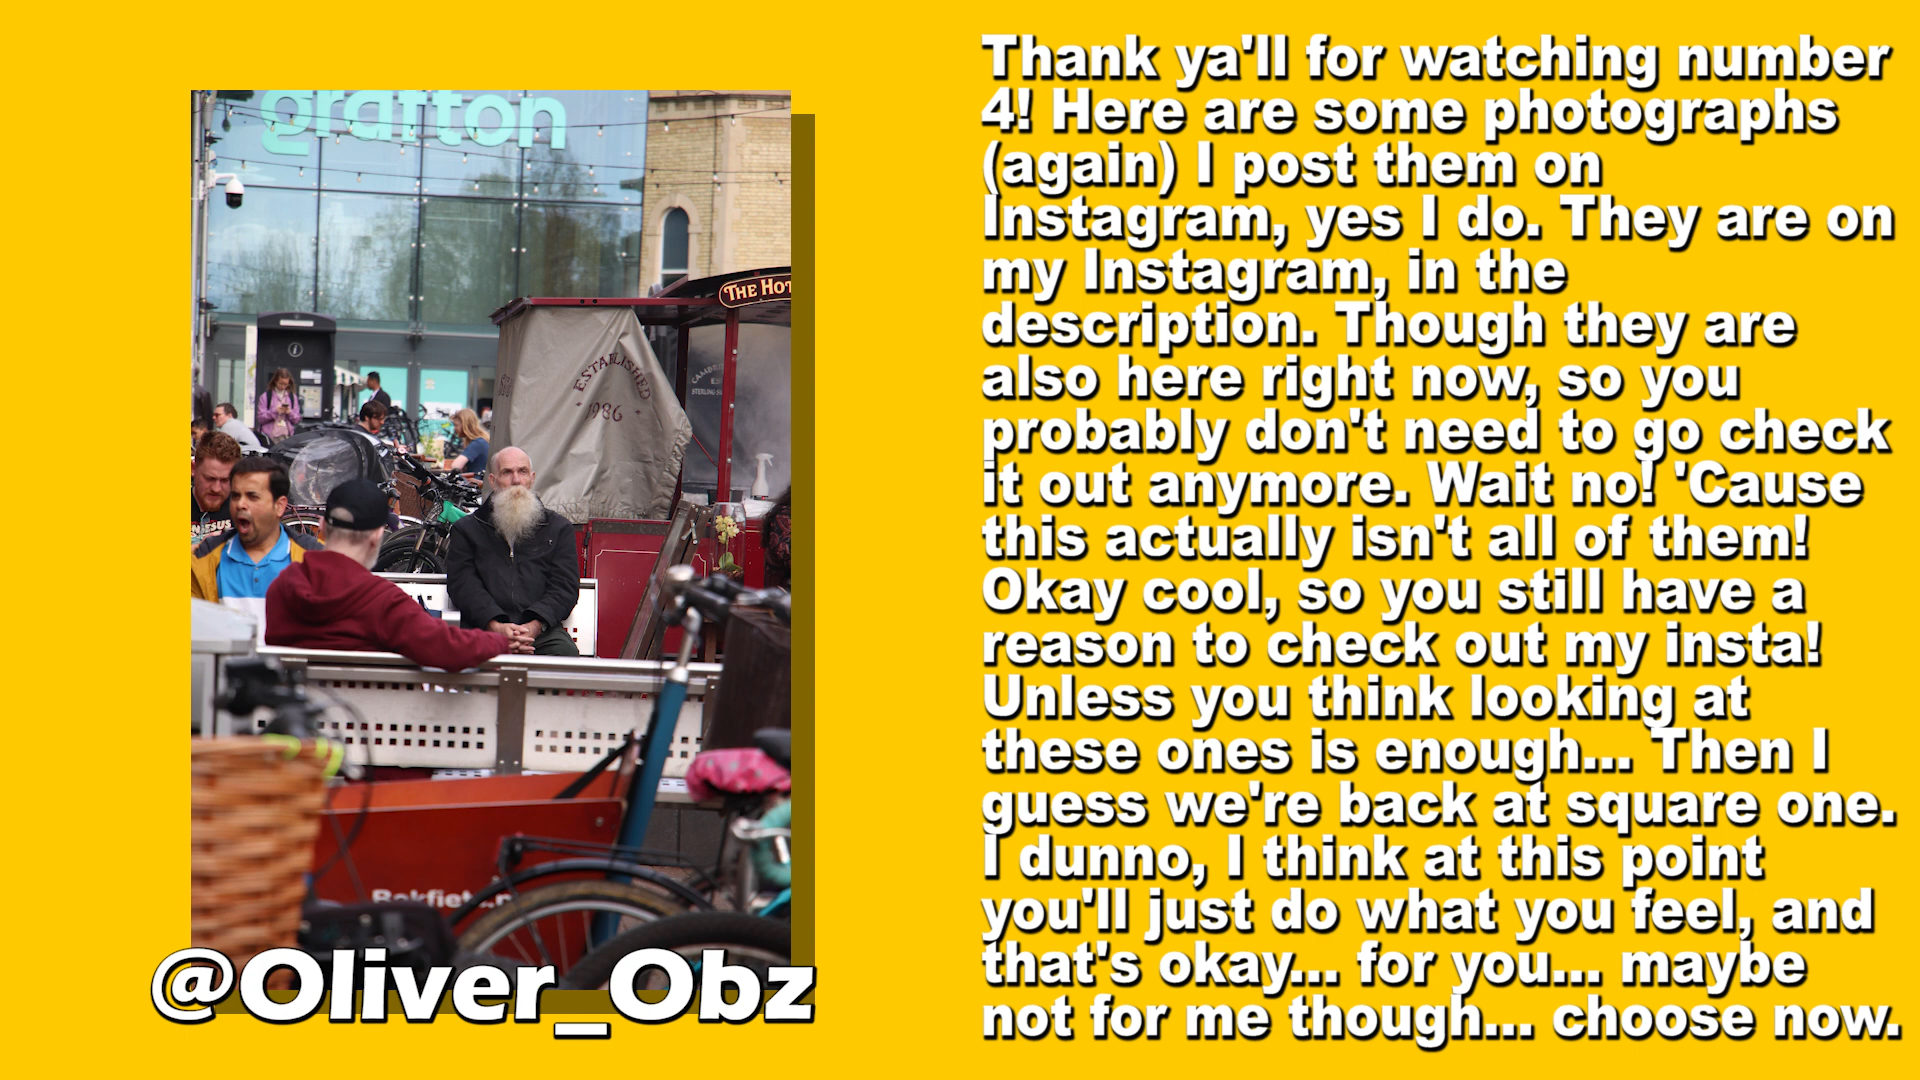 grafton
THE HOT
ESTABLISHED
1986
@Oliver_Obz
Thank ya'll for watching number
4! Here are some photographs
(again) I post them on
Instagram, yes I do. They are on
my Instagram, in the
description. Though they are
also here right now, so you
probably don't need to go check
it out anymore. Wait no! 'Cause
this actually isn't all of them!
Okay cool, so you still have a
reason to check out my insta!
Unless you think looking at
these ones is enough... Then I
guess we're back at square one.
I dunno, I think at this point
you'll just do what you feel, and
that's okay... for you... maybe
not for me though... choose now.